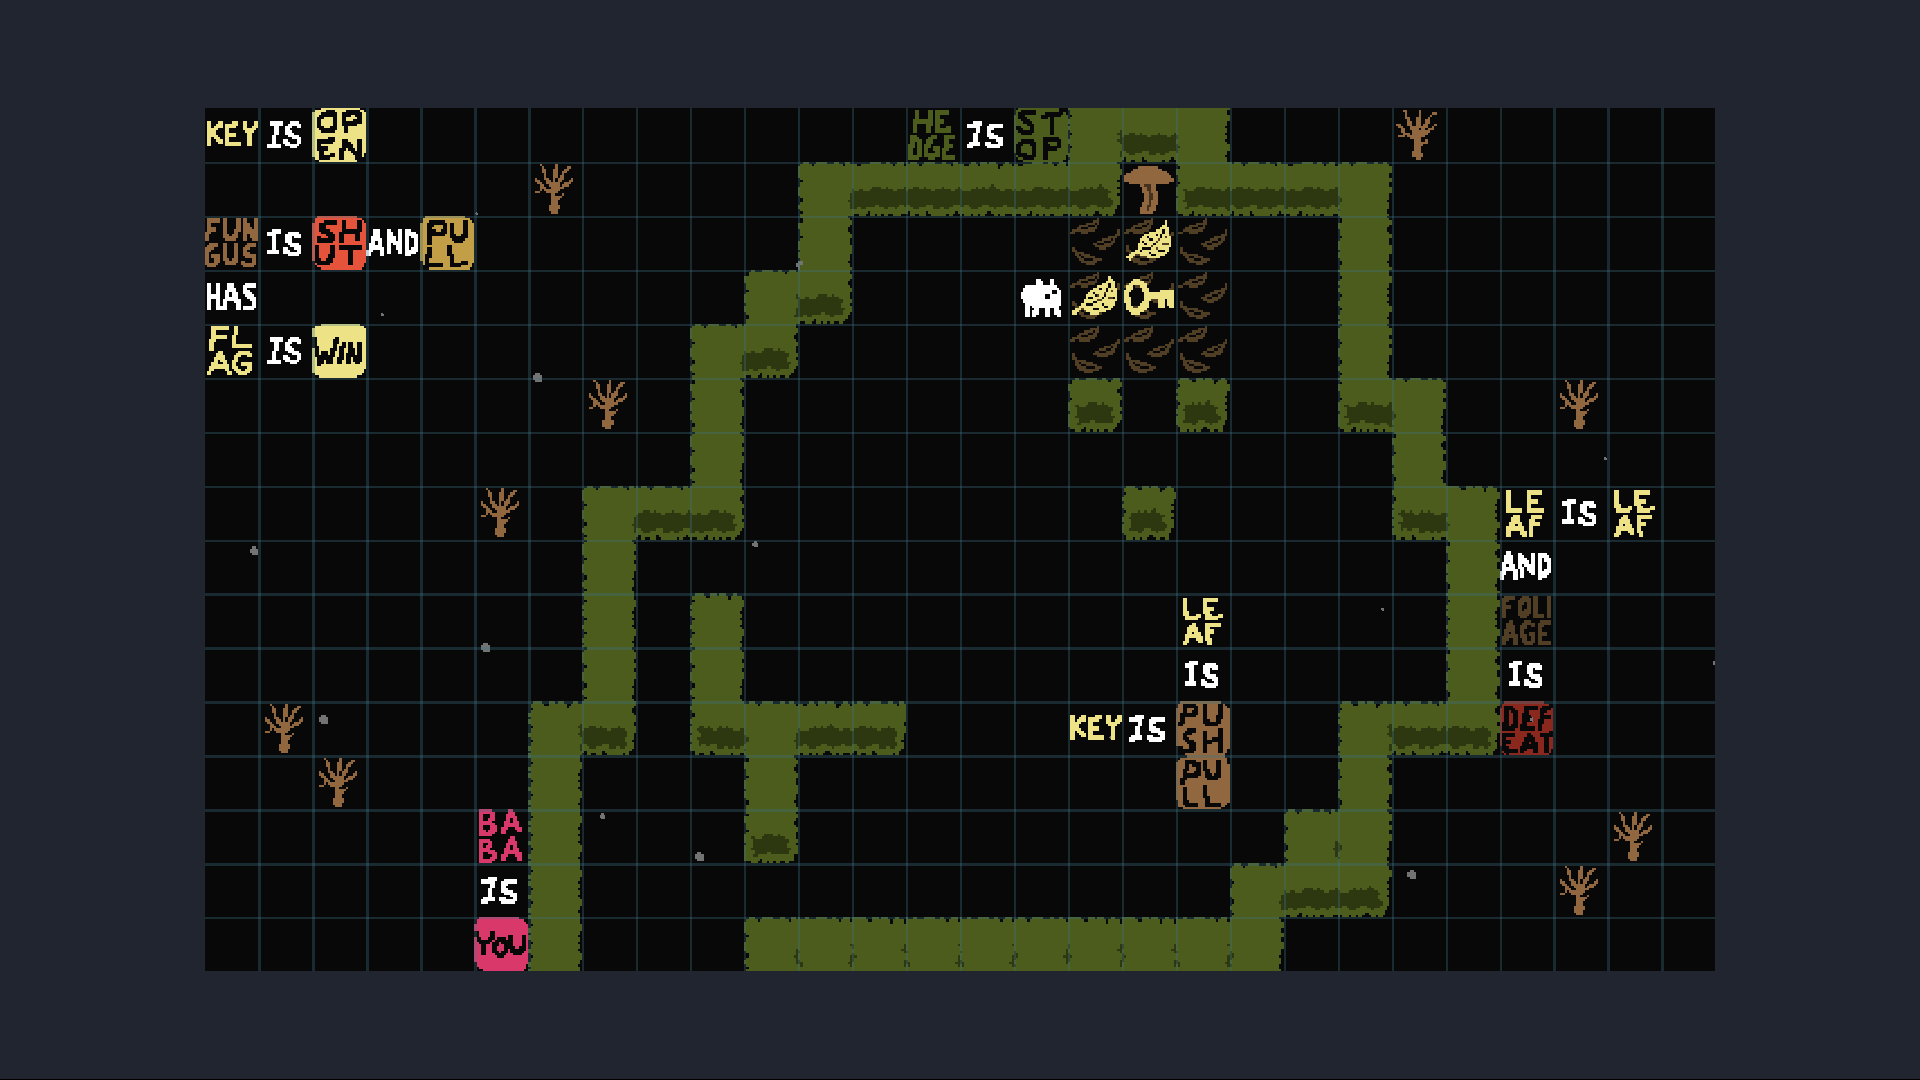 KEY IS OPEN
HEDGE IS STOP
FUNGUS IS SHUT AND PULL
HAS
FLAG IS WIN
LEAF IS LEAF
AND
LEAF
FOLIAGE
IS
IS
KEY IS PUSH
DEFEAT
PULL
BABA
IS
YOU